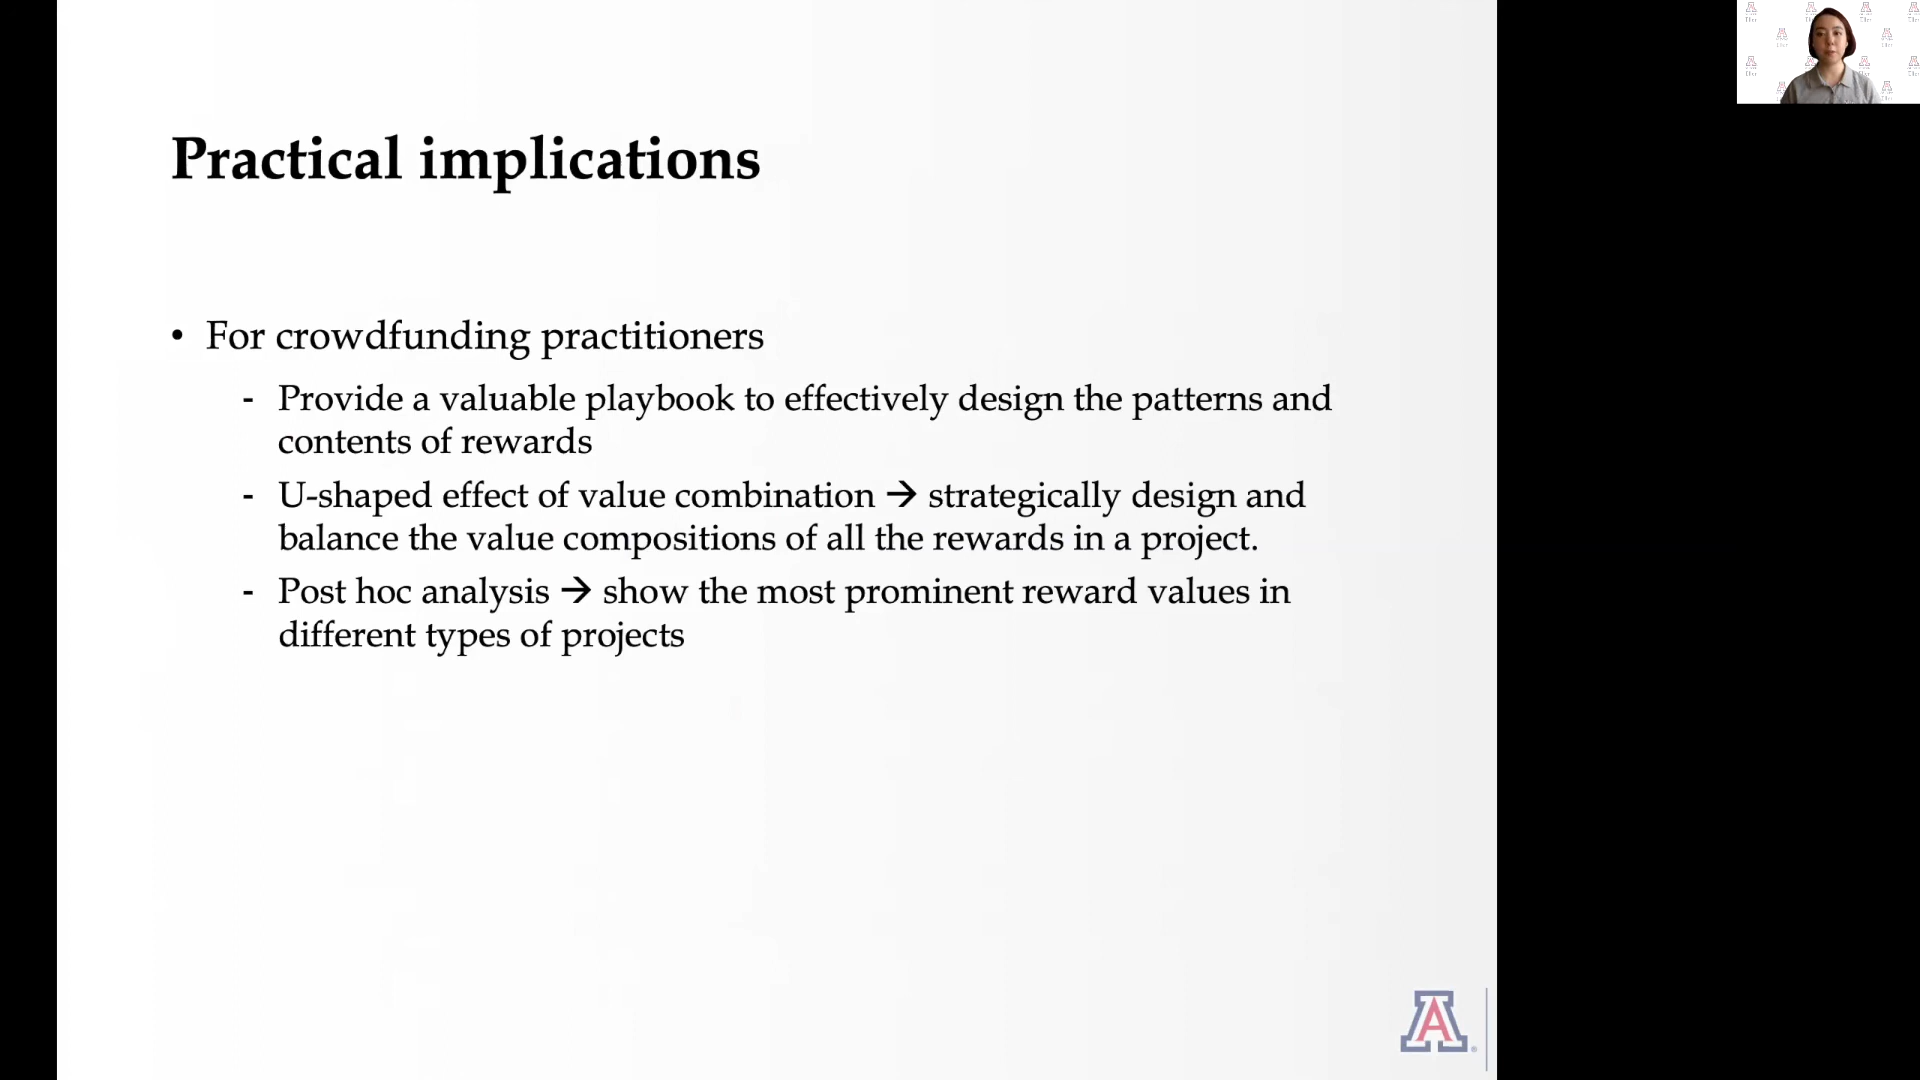 Practical implications
• For crowdfunding practitioners
- Provide a valuable playbook to effectively design the patterns and
contents of rewards
- U-shaped effect of value combination → strategically design and
balance the value compositions of all the rewards in a project.
- Post hoc analysis → show the most prominent reward values in
different types of projects
A